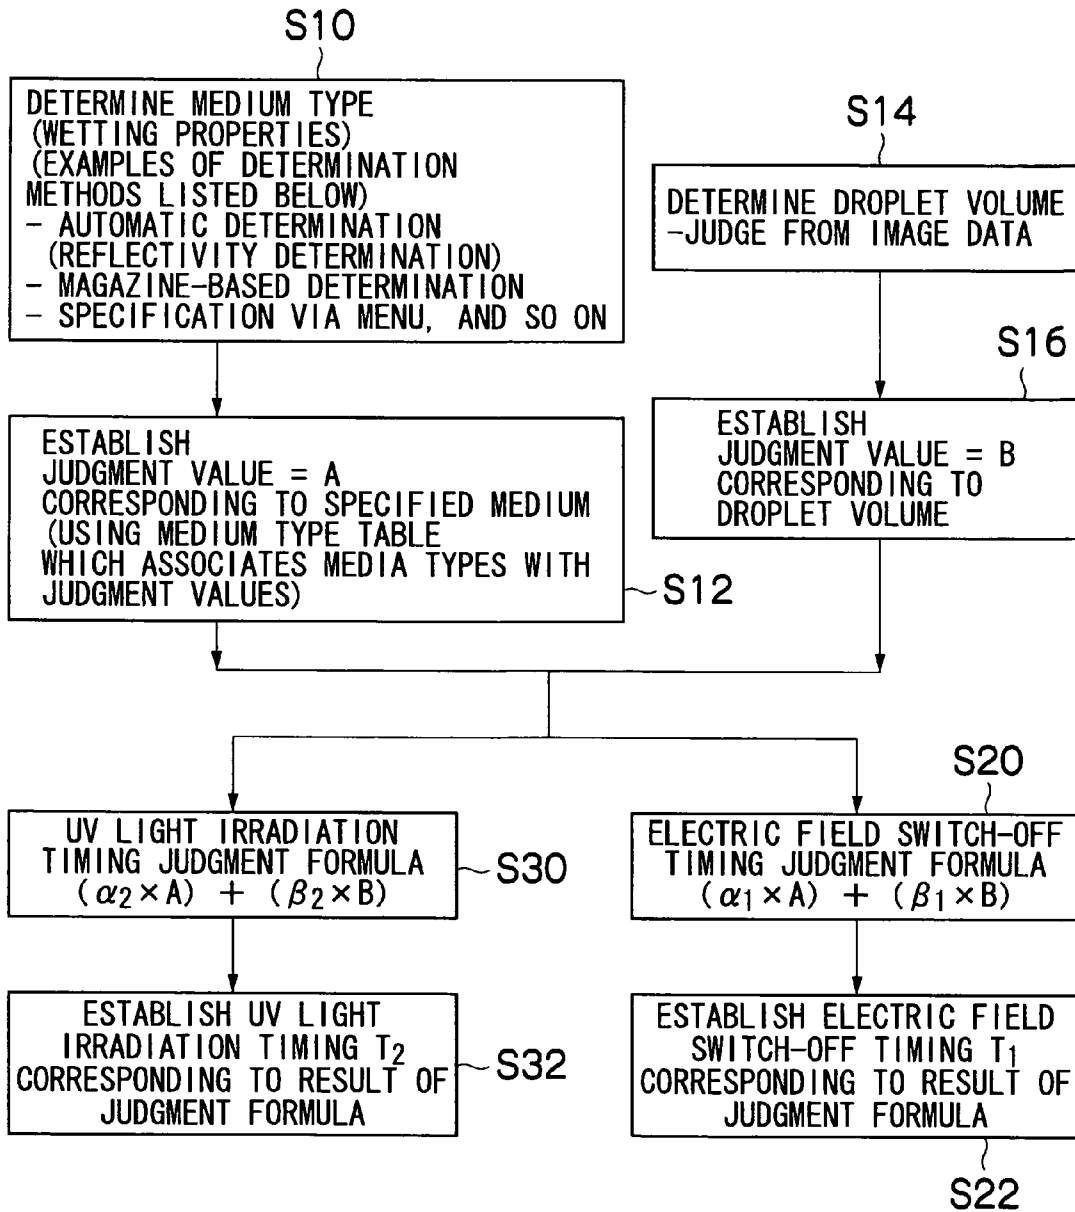 S10
DETERMINE MEDIUM TYPE
(WETTING PROPERTIES)
(EXAMPLES OF DETERMINATION
METHODS LISTED BELOW)
- AUTOMATIC DETERMINATION
(REFLECTIVITY DETERMINATION)
- MAGAZINE-BASED DETERMINATION
- SPECIFICATION VIA MENU, AND SO ON
S14
DETERMINE DROPLET VOLUME
-JUDGE FROM IMAGE DATA
ESTABLISH
JUDGMENT VALUE = A
CORRESPONDING TO SPECIFIED MEDIUM
(USING MEDIUM TYPE TABLE
WHICH ASSOCIATES MEDIA TYPES WITH
JUDGMENT VALUES)
S12
S16
ESTABLISH
JUDGMENT VALUE = B
CORRESPONDING TO
DROPLET VOLUME
UV LIGHT IRRADIATION
TIMING JUDGMENT FORMULA
(α₂×A) + (β₂×B)
S30
S20
ELECTRIC FIELD SWITCH-OFF
TIMING JUDGMENT FORMULA
(α₁×A) + (β₁×B)
ESTABLISH UV LIGHT
IRRADIATION TIMING T₂
CORRESPONDING TO RESULT OF
JUDGMENT FORMULA
S32
ESTABLISH ELECTRIC FIELD
SWITCH-OFF TIMING T₁
CORRESPONDING TO RESULT OF
JUDGMENT FORMULA
S22